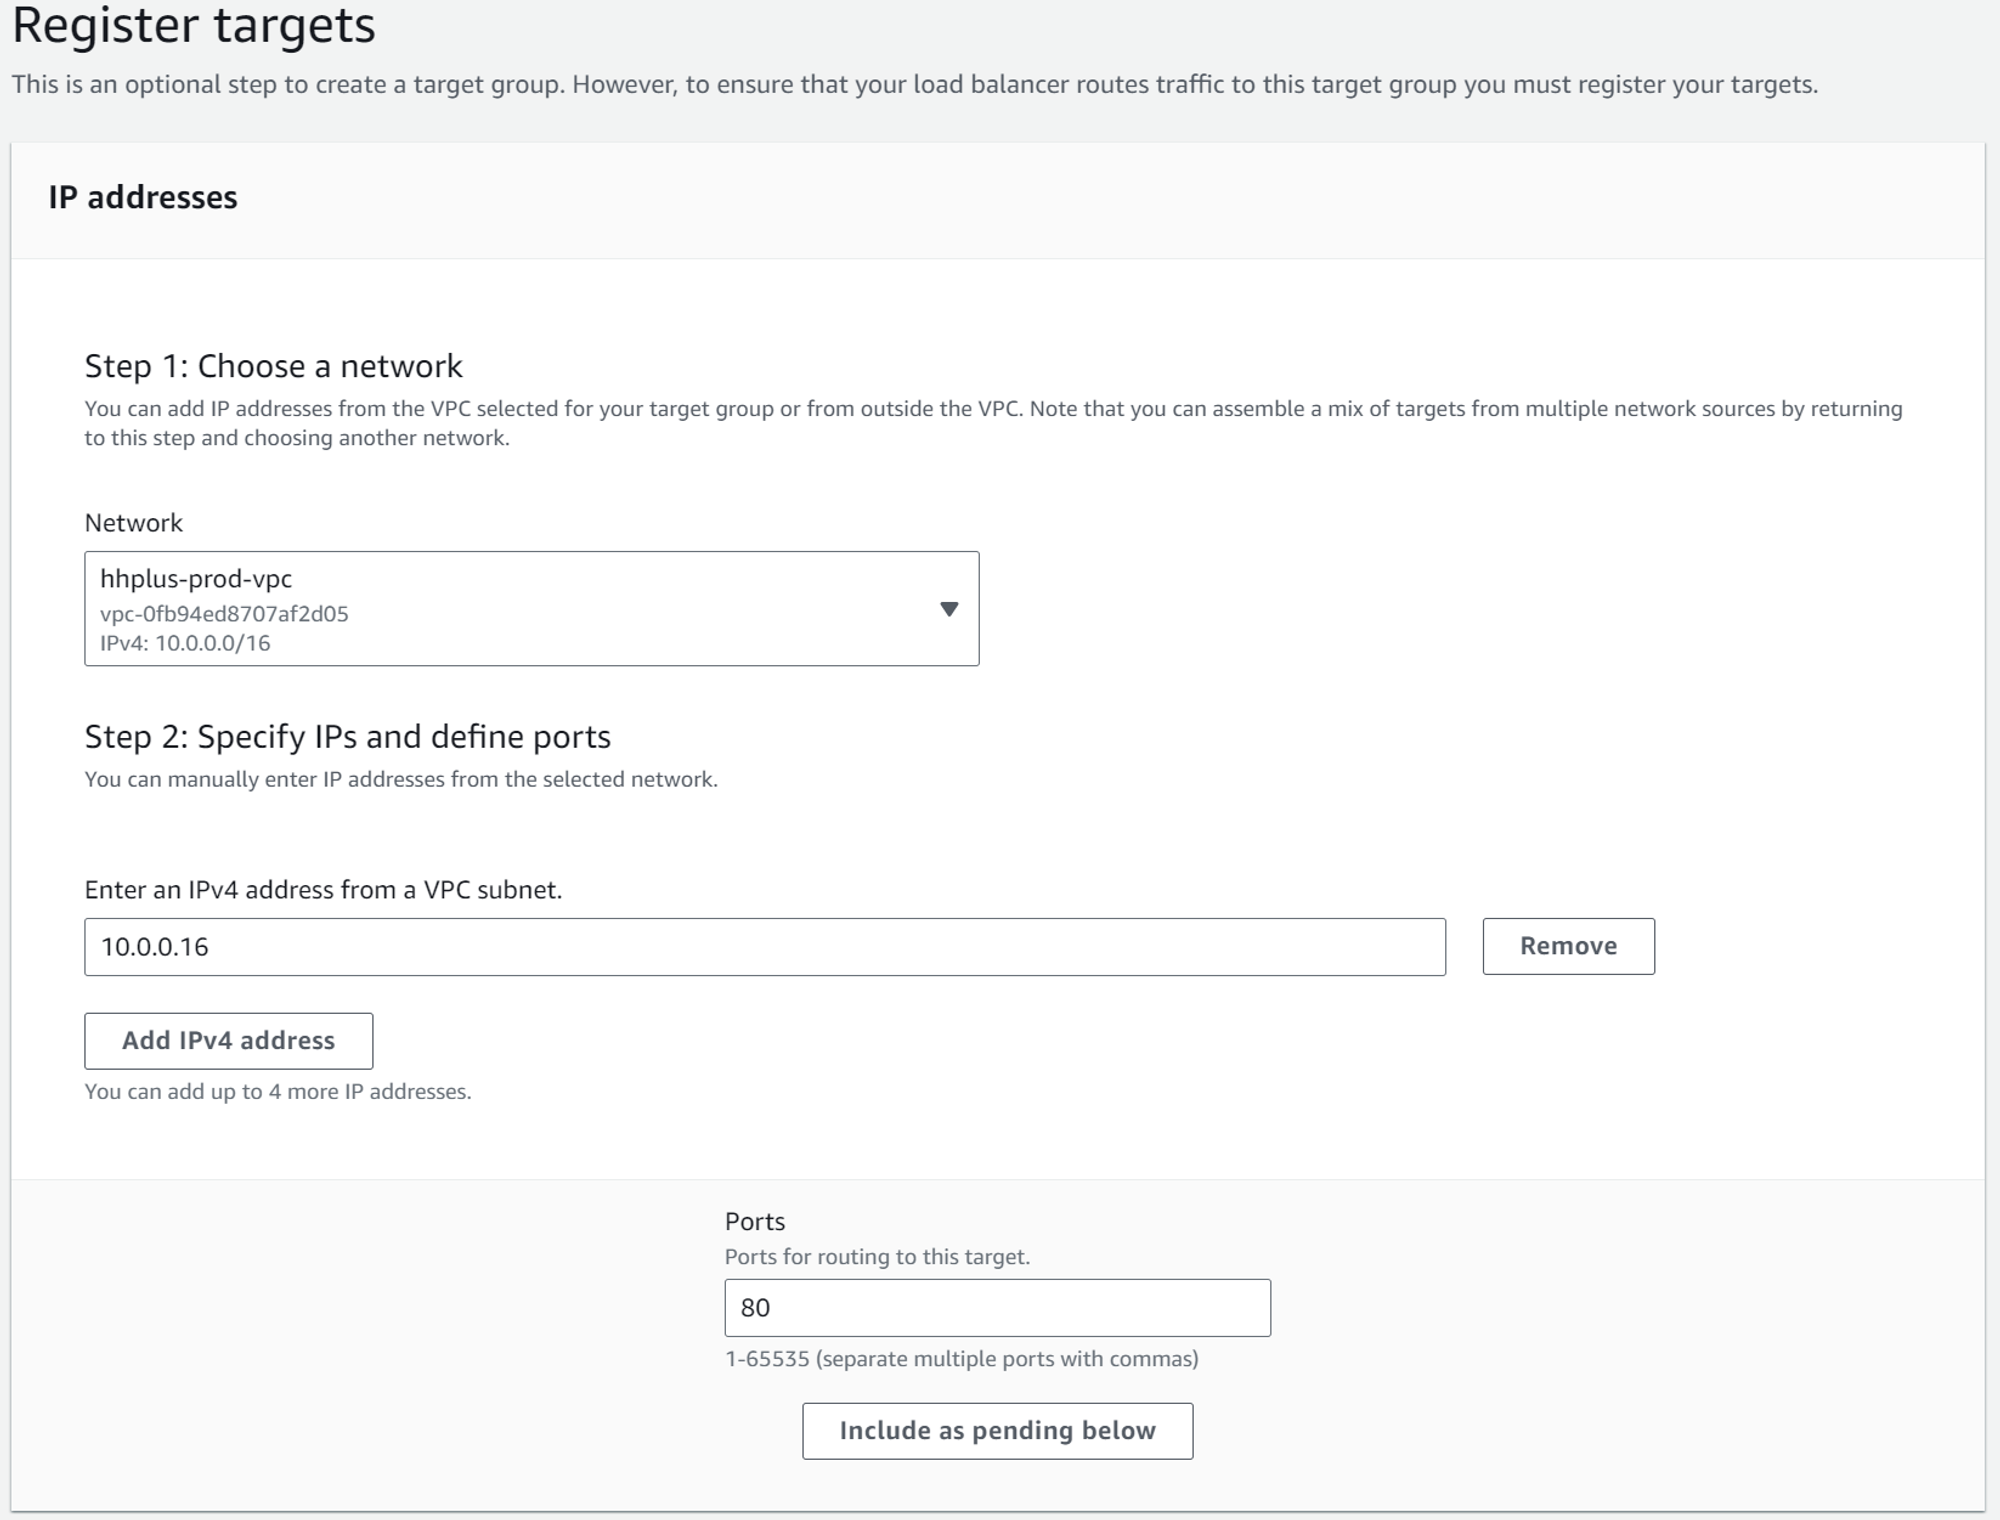 Register targets
This is an optional step to create a target group. However, to ensure that your load balancer routes traffic to this target group you must register your targets.
IP addresses
Step 1: Choose a network
You can add IP addresses from the VPC selected for your target group or from outside the VPC. Note that you can assemble a mix of targets from multiple network sources by returning
to this step and choosing another network.
Network
hhplus-prod-vpc
vpc-0fb94ed8707af2d05
IPv4: 10.0.0.0/16
Step 2: Specify IPs and define ports
You can manually enter IP addresses from the selected network.
Enter an IPv4 address from a VPC subnet.
10.0.0.16
Remove
Add IPv4 address
You can add up to 4 more IP addresses.
Ports
Ports for routing to this target.
80
1-65535 (separate multiple ports with commas)
Include as pending below